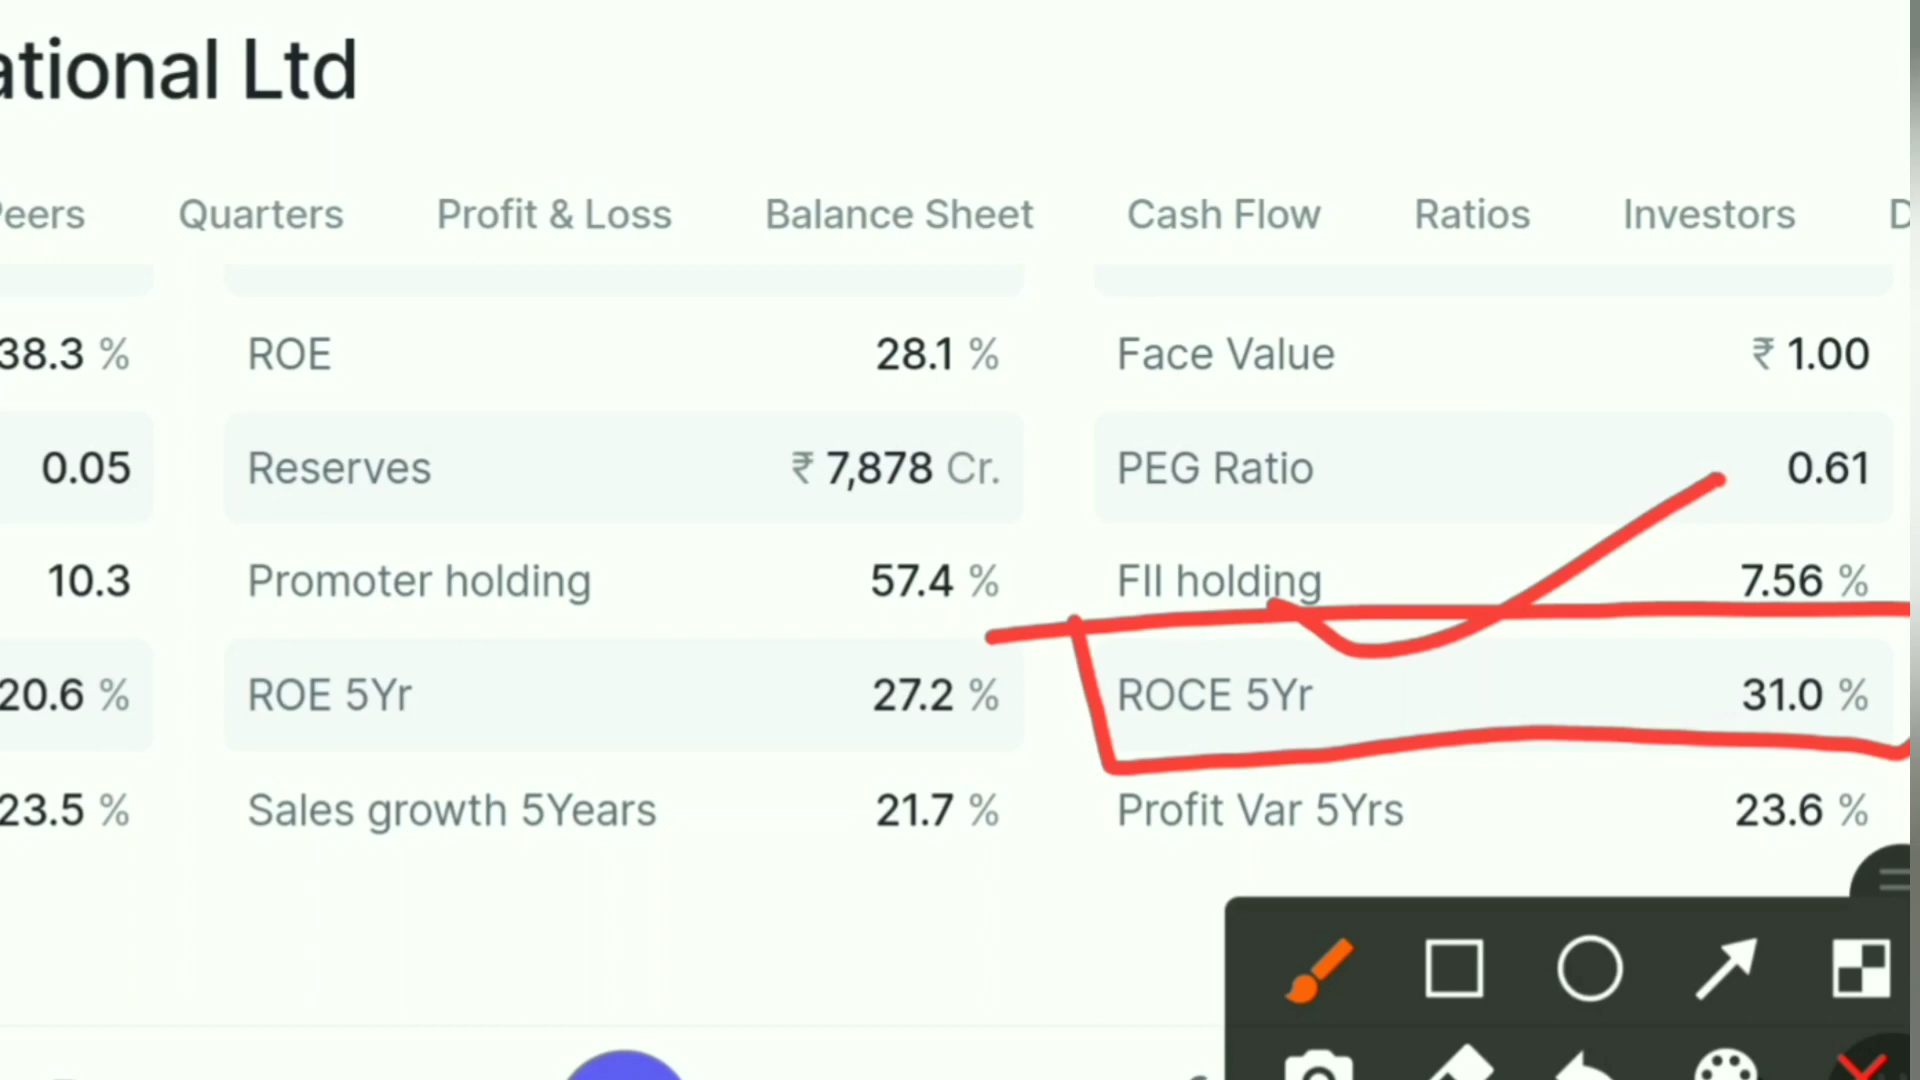 ational Ltd
Peers Quarters Profit & Loss Balance Sheet Cash Flow Ratios Investors D
38.3 % ROE 28.1 % Face Value ₹ 1.00
0.05 Reserves ₹ 7,878 Cr. PEG Ratio 0.61
10.3 Promoter holding 57.4 % FII holding 7.56 %
20.6 % ROE 5Yr 27.2 % ROCE 5Yr 31.0 %
23.5 % Sales growth 5Years 21.7 % Profit Var 5Yrs 23.6 %